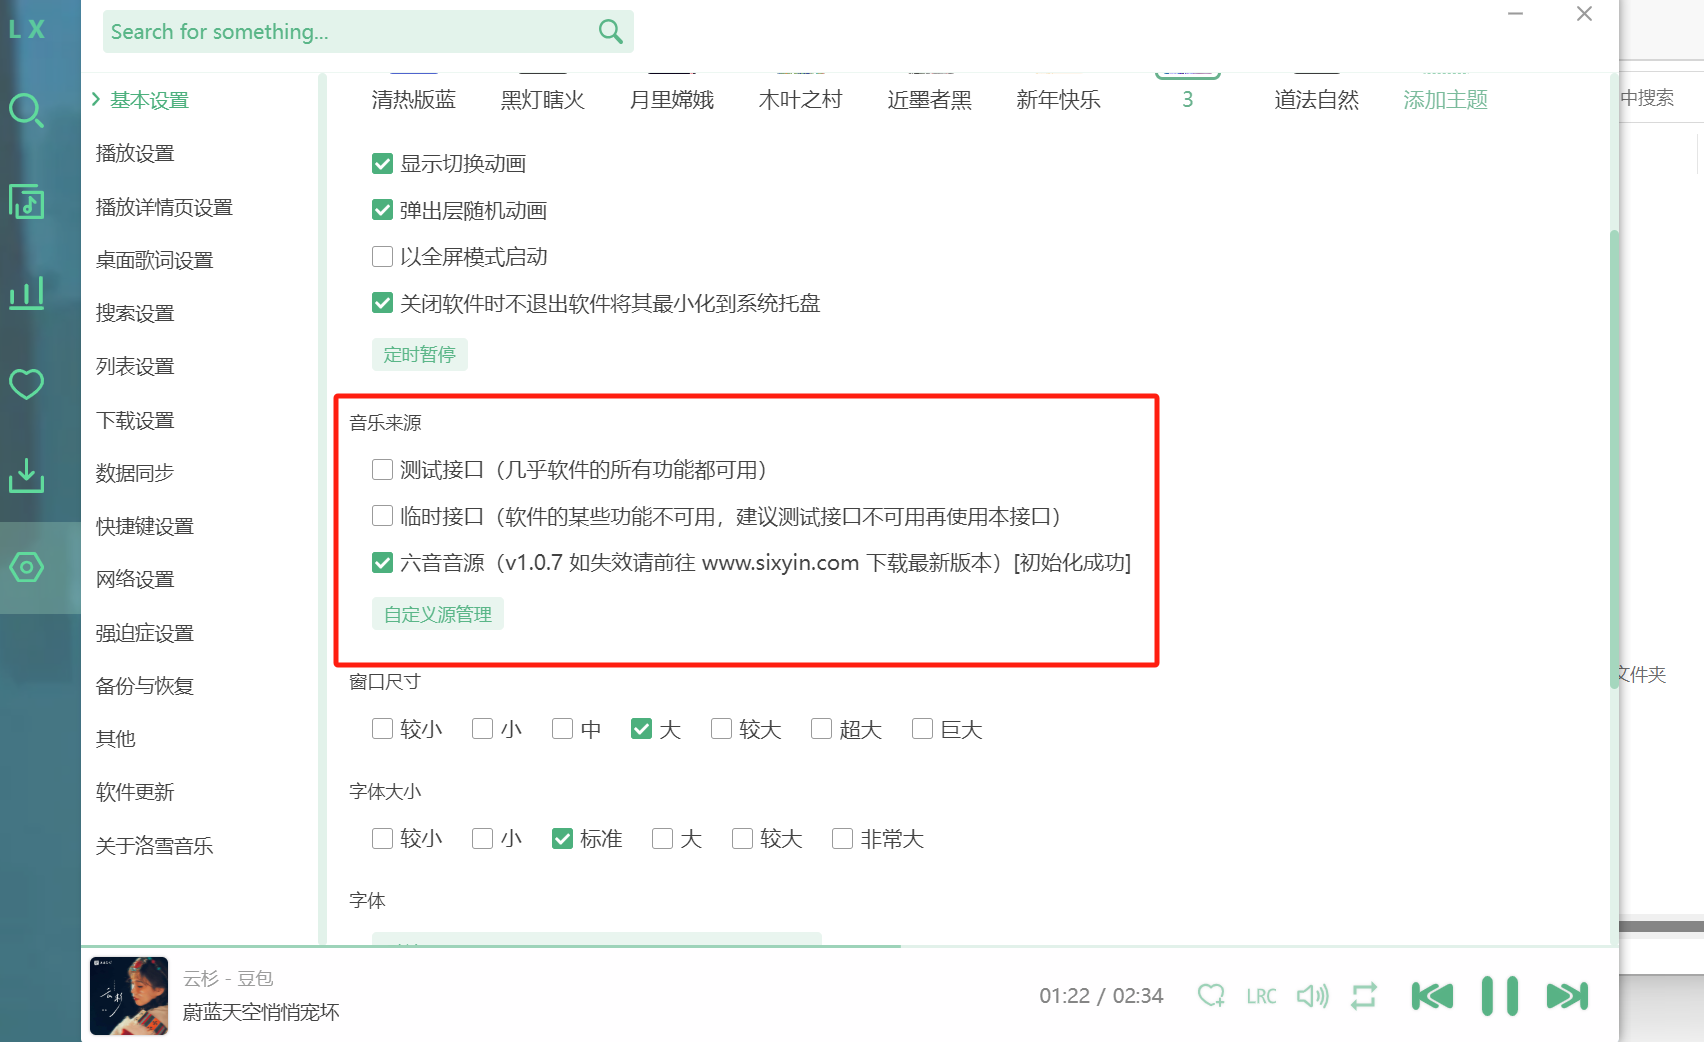 LX
Search for something...
清热版蓝
黑灯瞎火
月里嫦娥
木叶之村
近墨者黑
新年快乐
3
道法自然
添加主题
中搜索
基本设置
播放设置
播放详情页设置
桌面歌词设置
搜索设置
列表设置
下载设置
数据同步
快捷键设置
网络设置
强迫症设置
备份与恢复
其他
软件更新
关于洛雪音乐
显示切换动画
弹出层随机动画
以全屏模式启动
关闭软件时不退出软件将其最小化到系统托盘
定时暂停
音乐来源
测试接口（几乎软件的所有功能都可用）
临时接口（软件的某些功能不可用，建议测试接口不可用再使用本接口）
六音音源（v1.0.7 如失效请前往 www.sixyin.com 下载最新版本）[初始化成功]
自定义源管理
窗口尺寸
较小 小 中 大 较大 超大 巨大
文件夹
字体大小
较小 小 标准 大 较大 非常大
字体
云杉 - 豆包
蔚蓝天空悄悄宠坏
01:22 / 02:34
LRC
云杉